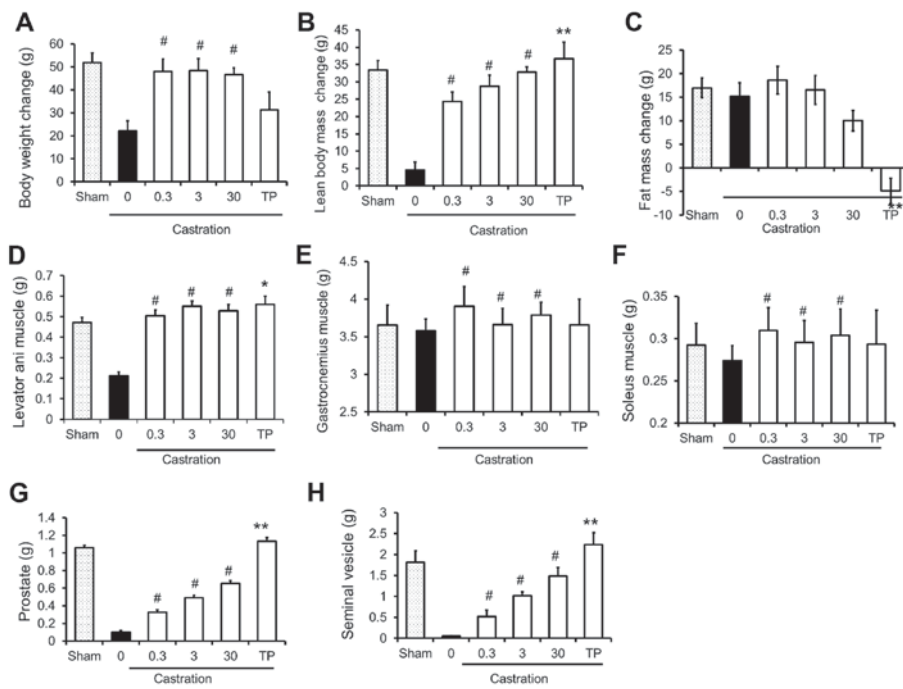 A
Body weight change (g)
60
50
40
30
20
10
0
# # #
Sham 0 0.3 3 30 TP
Castration
B
Lean body mass change (g)
45
40
35
30
25
20
15
10
5
0
# # # **
Sham 0 0.3 3 30 TP
Castration
C
Fat mass change (g)
25
20
15
10
5
0
-5
-10
**
Sham 0 0.3 3 30 TP
Castration
D
Levator ani muscle (g)
0.7
0.6
0.5
0.4
0.3
0.2
0.1
0
# # # *
Sham 0 0.3 3 30 TP
Castration
E
Gastrocnemius muscle (g)
4.5
4
3.5
3
2.5
# # #
Sham 0 0.3 3 30 TP
Castration
F
Soleus muscle (g)
0.35
0.3
0.25
0.2
# # #
Sham 0 0.3 3 30 TP
Castration
G
Prostate (g)
1.4
1.2
1
0.8
0.6
0.4
0.2
0
# # # **
Sham 0 0.3 3 30 TP
Castration
H
Seminal vesicle (g)
3
2.5
2
1.5
1
0.5
0
# # # **
Sham 0 0.3 3 30 TP
Castration